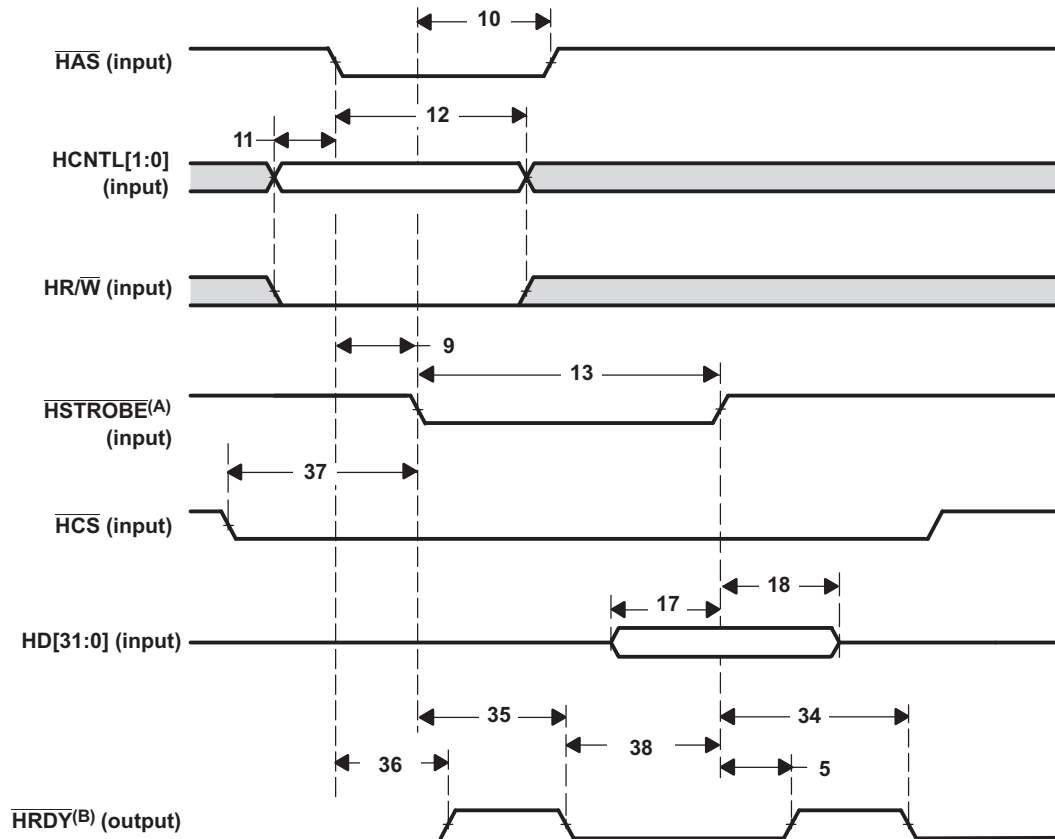 10
HAS (input)
12
11
HCNTL[1:0]
(input)
HR/W (input)
9
13
HSTROBE(A)
(input)
37
HCS (input)
18
17
HD[31:0] (input)
35
34
38
36
5
HRDY(B) (output)